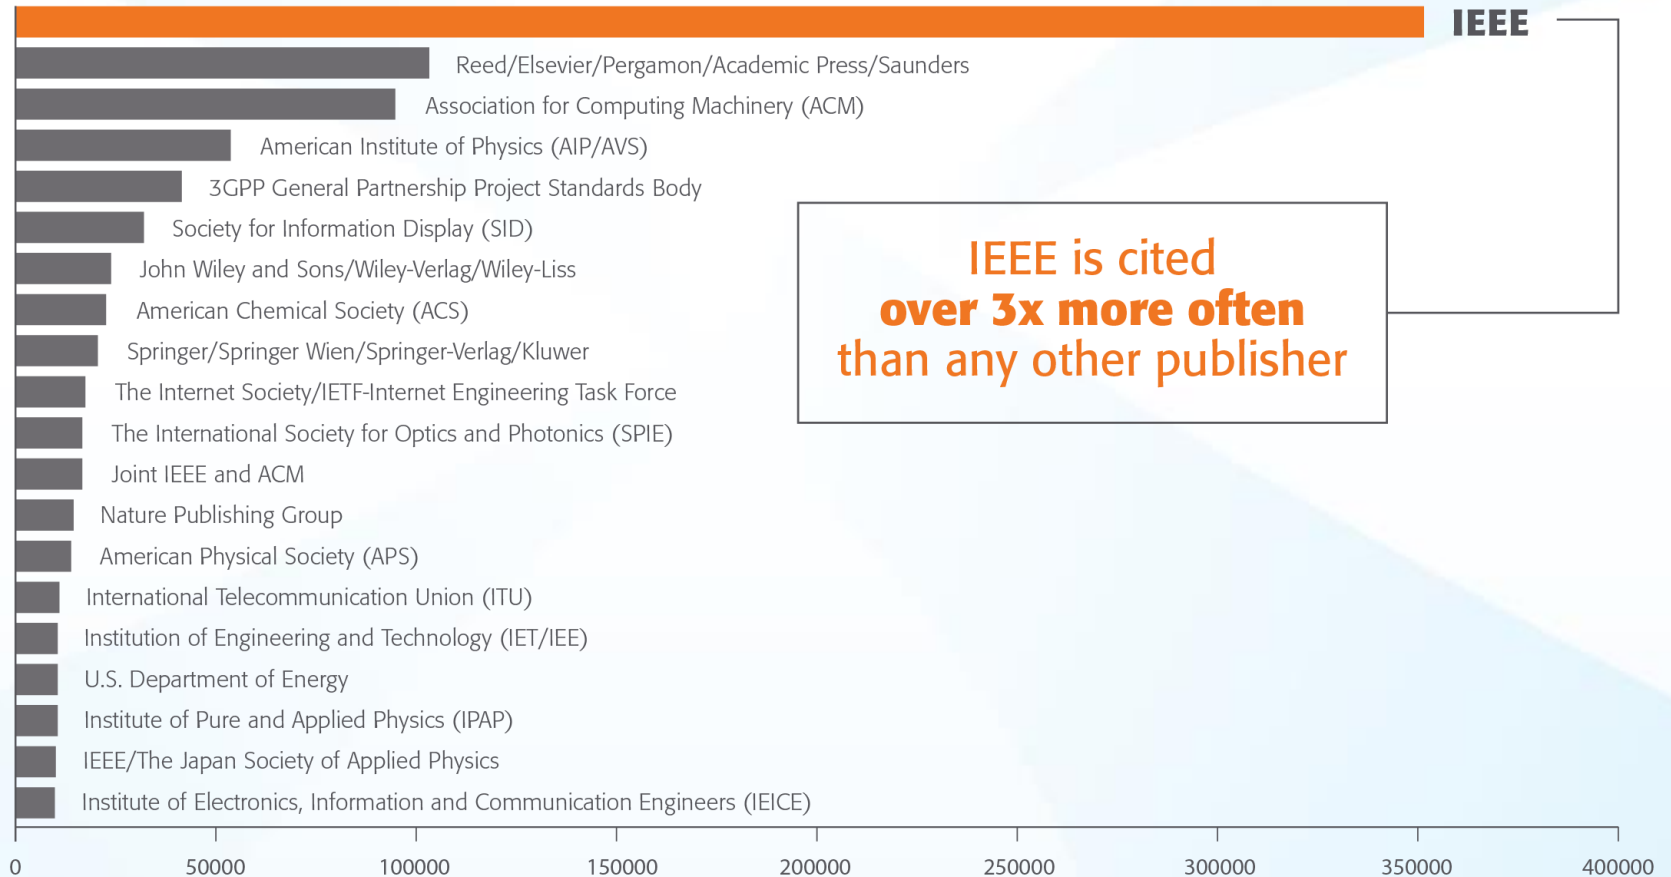 IEEE
Reed/Elsevier/Pergamon/Academic Press/Saunders
Association for Computing Machinery (ACM)
American Institute of Physics (AIP/AVS)
3GPP General Partnership Project Standards Body
Society for Information Display (SID)
John Wiley and Sons/Wiley-Verlag/Wiley-Liss
American Chemical Society (ACS)
Springer/Springer Wien/Springer-Verlag/Kluwer
The Internet Society/IETF-Internet Engineering Task Force
The International Society for Optics and Photonics (SPIE)
Joint IEEE and ACM
Nature Publishing Group
American Physical Society (APS)
International Telecommunication Union (ITU)
Institution of Engineering and Technology (IET/IEE)
U.S. Department of Energy
Institute of Pure and Applied Physics (IPAP)
IEEE/The Japan Society of Applied Physics
Institute of Electronics, Information and Communication Engineers (IEICE)
IEEE is cited
over 3x more often
than any other publisher
0 50000 100000 150000 200000 250000 300000 350000 400000